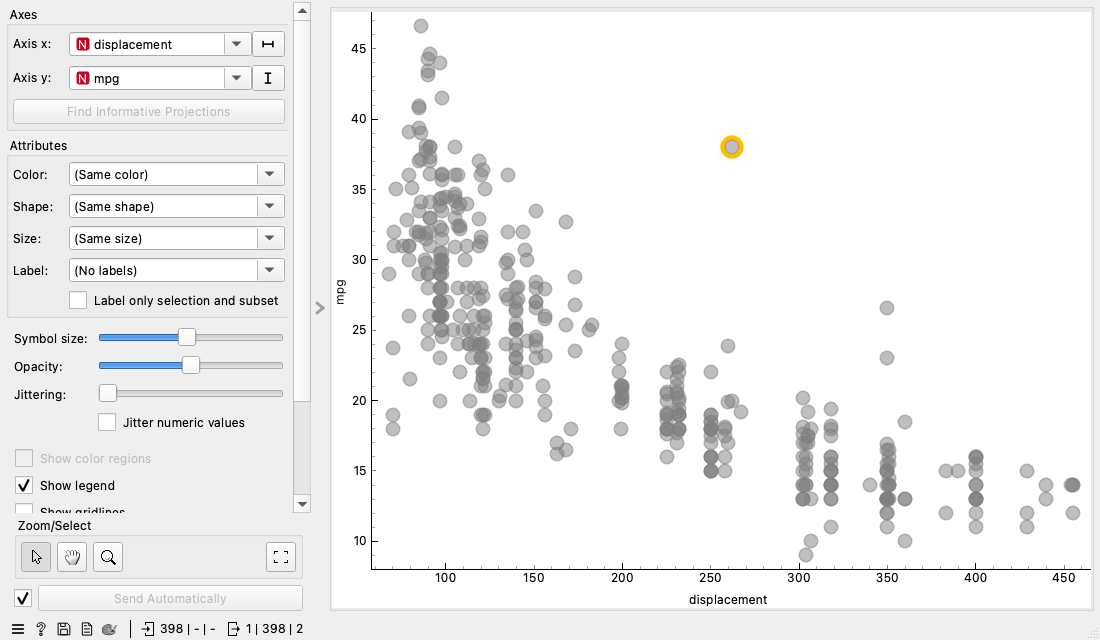 Axes
Axis x: N displacement
Axis y: N mpg
Find Informative Projections
Attributes
Color: (Same color)
Shape: (Same shape)
Size: (Same size)
Label: (No labels)
Label only selection and subset
Symbol size:
Opacity:
Jittering:
Jitter numeric values
Show color regions
Show legend
Show gridlines
Zoom/Select
Send Automatically
398 | - | - 1 | 398 | 2
45
40
35
30
25
20
15
10
mpg
100 150 200 250 300 350 400 450
displacement